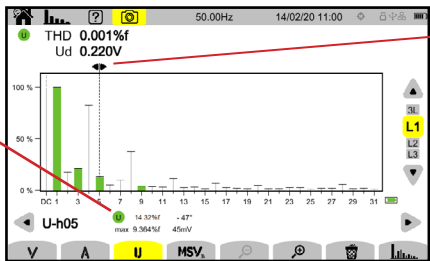 ? 50.00Hz 14/02/20 11:00
U THD 0.001%f
Ud 0.220V
100 %
50 %
0 %
DC 1 3 5 7 9 11 13 15 17 19 21 23 25 27 29 31
3L
L1
L2
L3
U-h05
U 14.32%f - 47°
max 9.364%f 45mV
V A U MSV%